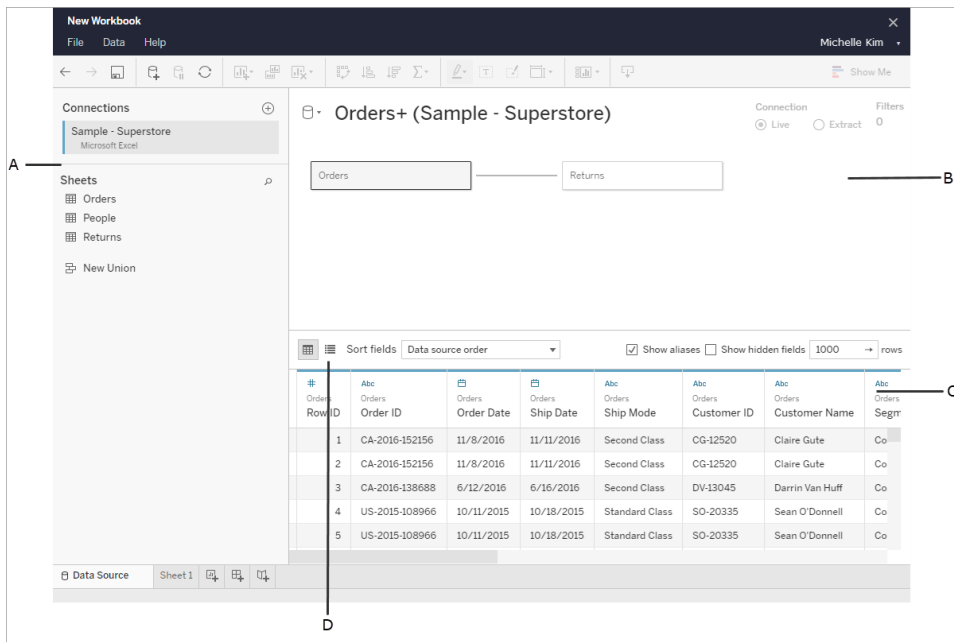 New Workbook
File Data Help
Michelle Kim
Show Me
Connections
Sample - Superstore
Microsoft Excel
A
Sheets
Orders
People
Returns
New Union
Orders+ (Sample - Superstore)
Connection
Live Extract
Filters
0
Orders
Returns
B
Sort fields Data source order Show aliases Show hidden fields 1000 → rows
# Abc Abc Abc Abc Abc
Orders Orders Orders Orders Orders Orders Orders Orders
Row ID Order ID Order Date Ship Date Ship Mode Customer ID Customer Name Segm
C
1 CA-2016-152156 11/8/2016 11/11/2016 Second Class CG-12520 Claire Gute Co
2 CA-2016-152156 11/8/2016 11/11/2016 Second Class CG-12520 Claire Gute Co
3 CA-2016-138688 6/12/2016 6/16/2016 Second Class DV-13045 Darrin Van Huff Co
4 US-2015-108966 10/11/2015 10/18/2015 Standard Class SO-20335 Sean O'Donnell Co
5 US-2015-108966 10/11/2015 10/18/2015 Standard Class SO-20335 Sean O'Donnell Co
Data Source Sheet 1
D